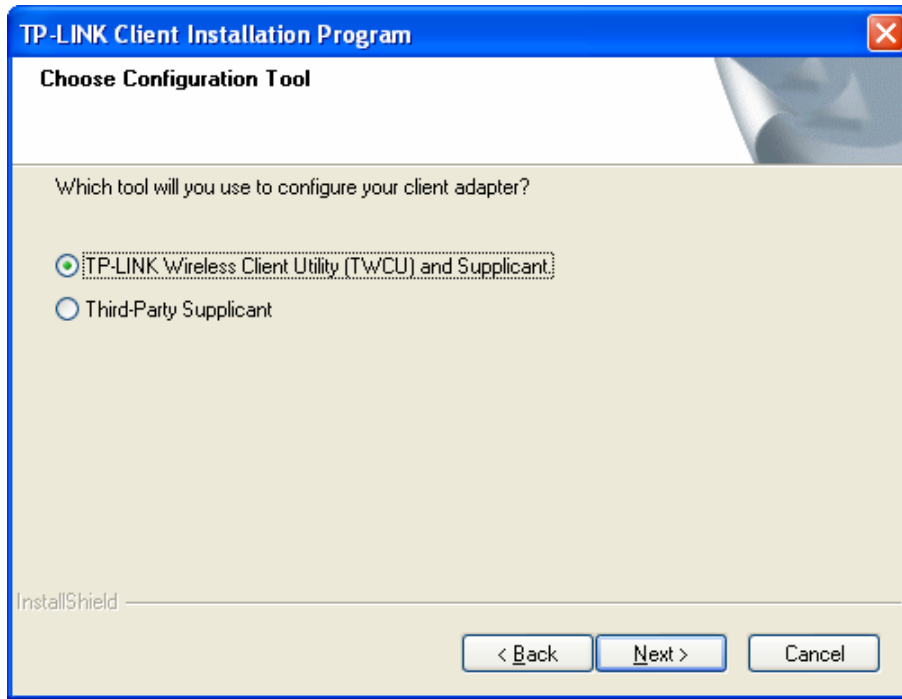 TP-LINK Client Installation Program
Choose Configuration Tool
Which tool will you use to configure your client adapter?
TP-LINK Wireless Client Utility (TWCU) and Supplicant.
Third-Party Supplicant
InstallShield
< Back
Next >
Cancel